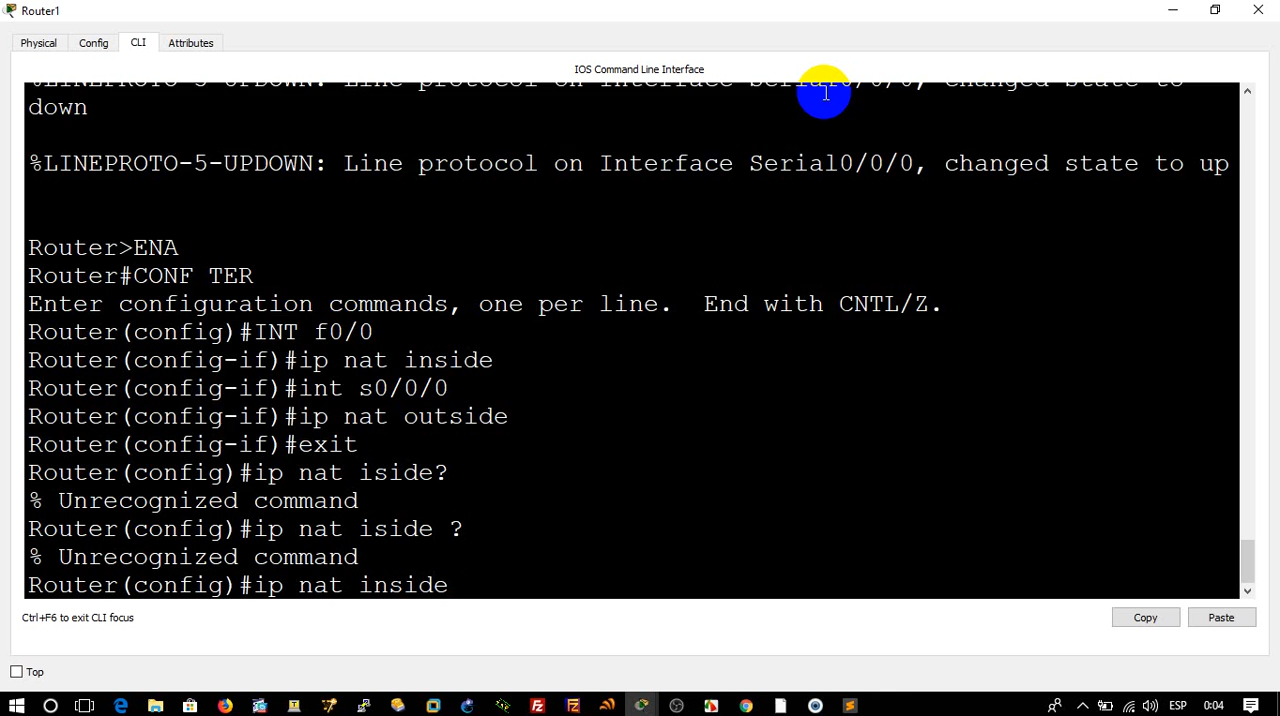 Router1
Physical
Config
CLI
Attributes
IOS Command Line Interface
%LINEPROTO-5-UPDOWN: Line protocol on Interface Serial0/0/0, changed state to
down
%LINEPROTO-5-UPDOWN: Line protocol on Interface Serial0/0/0, changed state to up
Router>ENA
Router#CONF TER
Enter configuration commands, one per line.  End with CNTL/Z.
Router(config)#INT f0/0
Router(config-if)#ip nat inside
Router(config-if)#int s0/0/0
Router(config-if)#ip nat outside
Router(config-if)#exit
Router(config)#ip nat iside?
% Unrecognized command
Router(config)#ip nat iside ?
% Unrecognized command
Router(config)#ip nat inside
Ctrl+F6 to exit CLI focus
Copy
Paste
Top
ESP
0:04